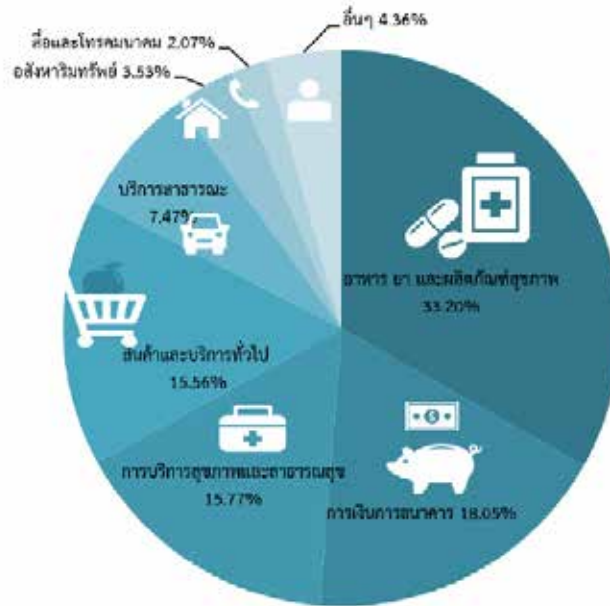 อื่นๆ 4.36%
สื่อและโทรคมนาคม 2.07%
อสังหาริมทรัพย์ 3.53%
บริการสาธารณะ
7.47%
อาหาร ยา และผลิตภัณฑ์สุขภาพ
33.20%
สินค้าและบริการทั่วไป
15.56%
การบริการสุขภาพและสาธารณสุข
15.77%
การเงินการธนาคาร 18.05%